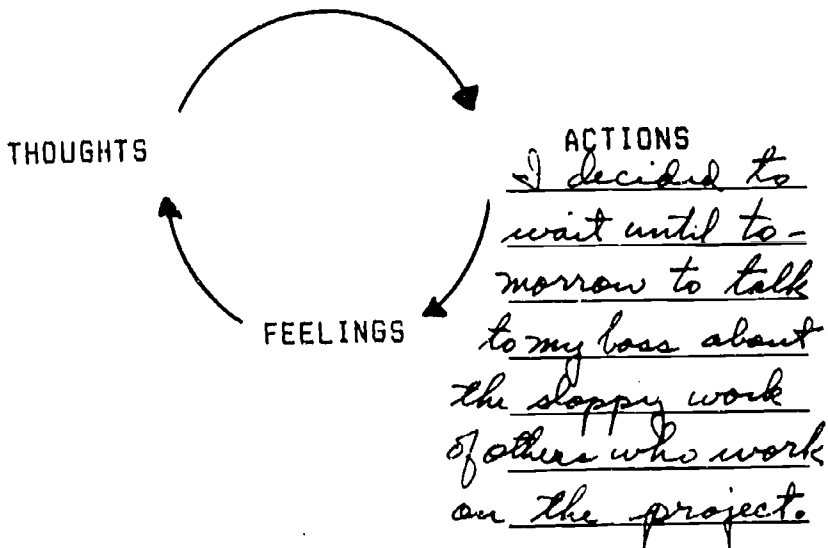 THOUGHTS
ACTIONS
I decided to
wait until to-
morrow to talk
to my boss about
the sloppy work
of others who work
on the project.
FEELINGS